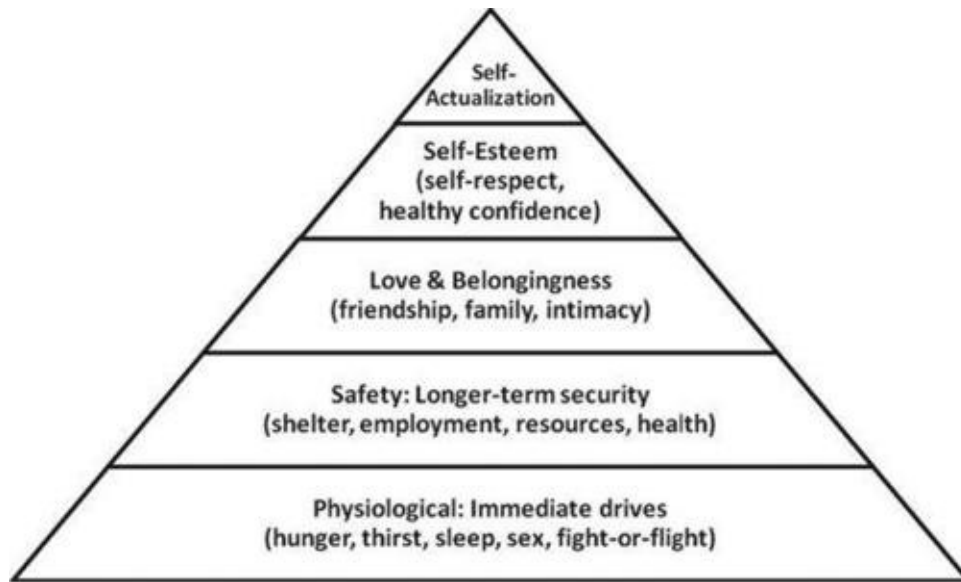 Self-
Actualization
Self-Esteem
(self-respect,
healthy confidence)
Love & Belongingness
(friendship, family, intimacy)
Safety: Longer-term security
(shelter, employment, resources, health)
Physiological: Immediate drives
(hunger, thirst, sleep, sex, fight-or-flight)